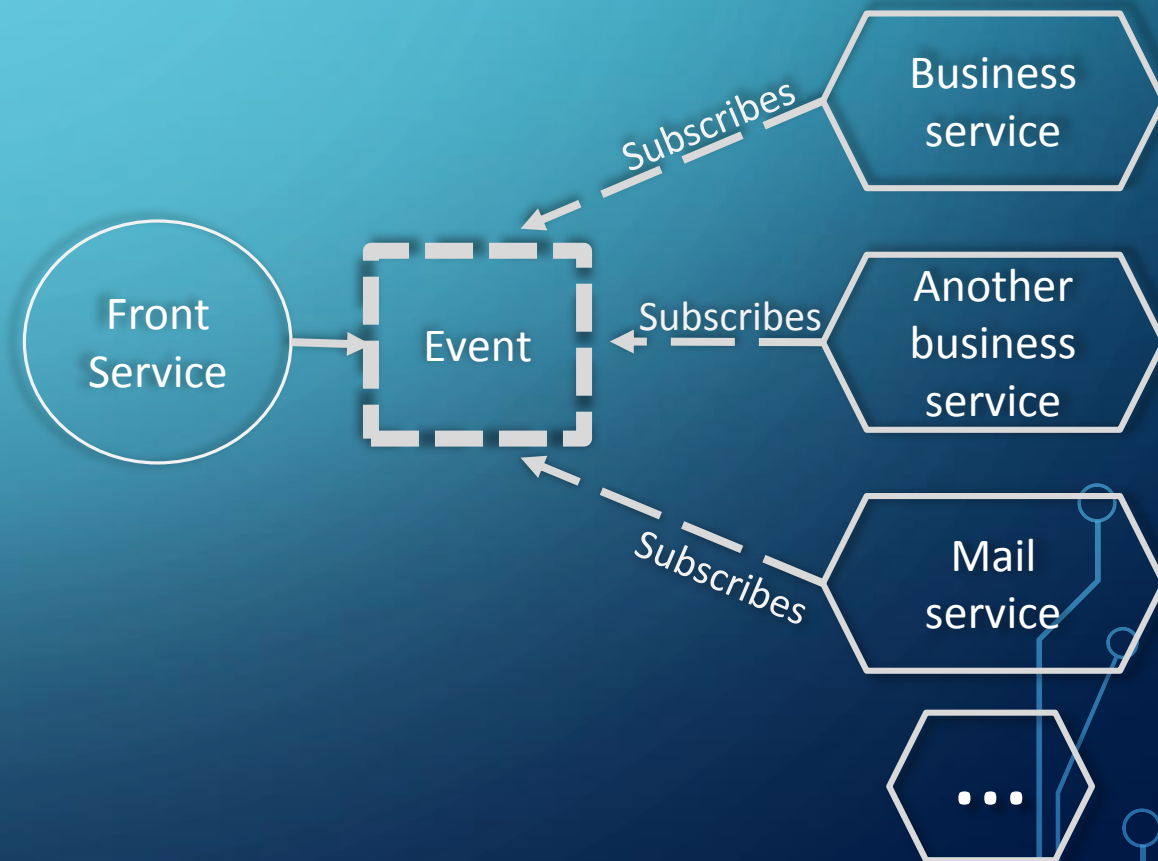 Business
service
Subscribes
Front
Service
Event
Subscribes
Another
business
service
Subscribes
Mail
service
...